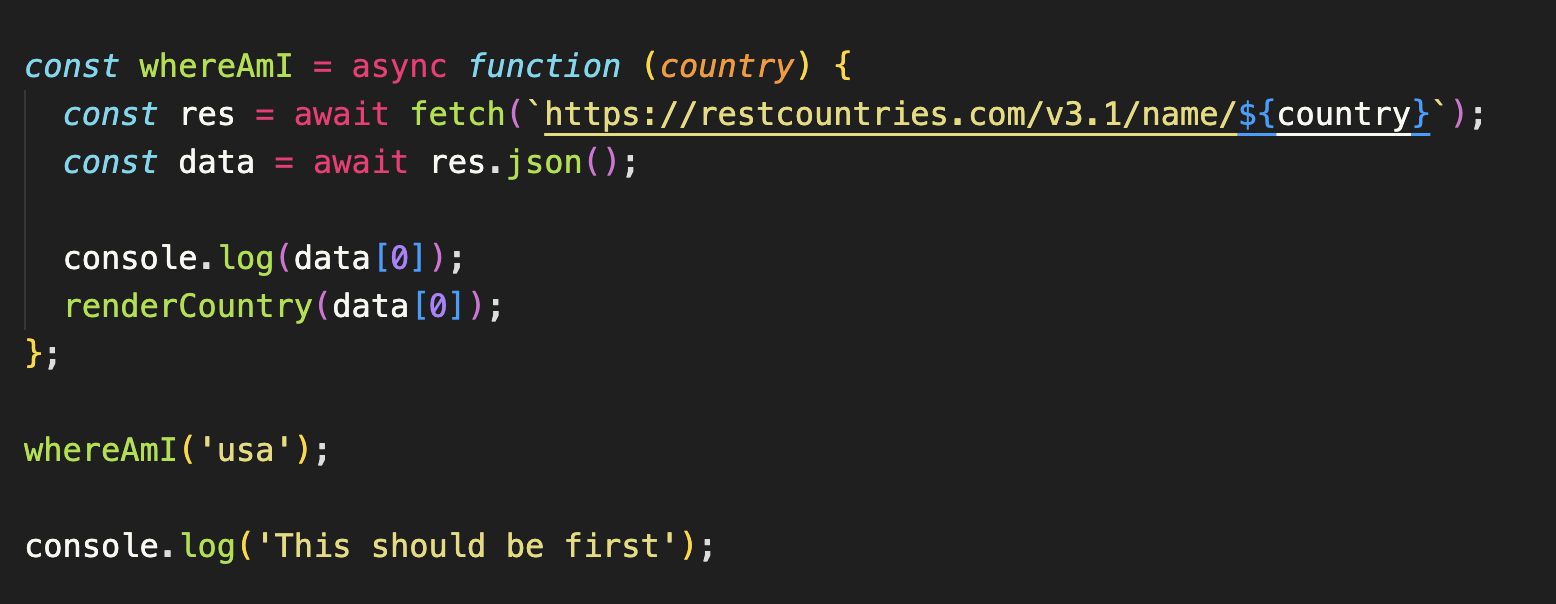 const whereAmI = async function (country) {
  const res = await fetch(`https://restcountries.com/v3.1/name/${country}`);
  const data = await res.json();

  console.log(data[0]);
  renderCountry(data[0]);
};

whereAmI('usa');

console.log('This should be first');